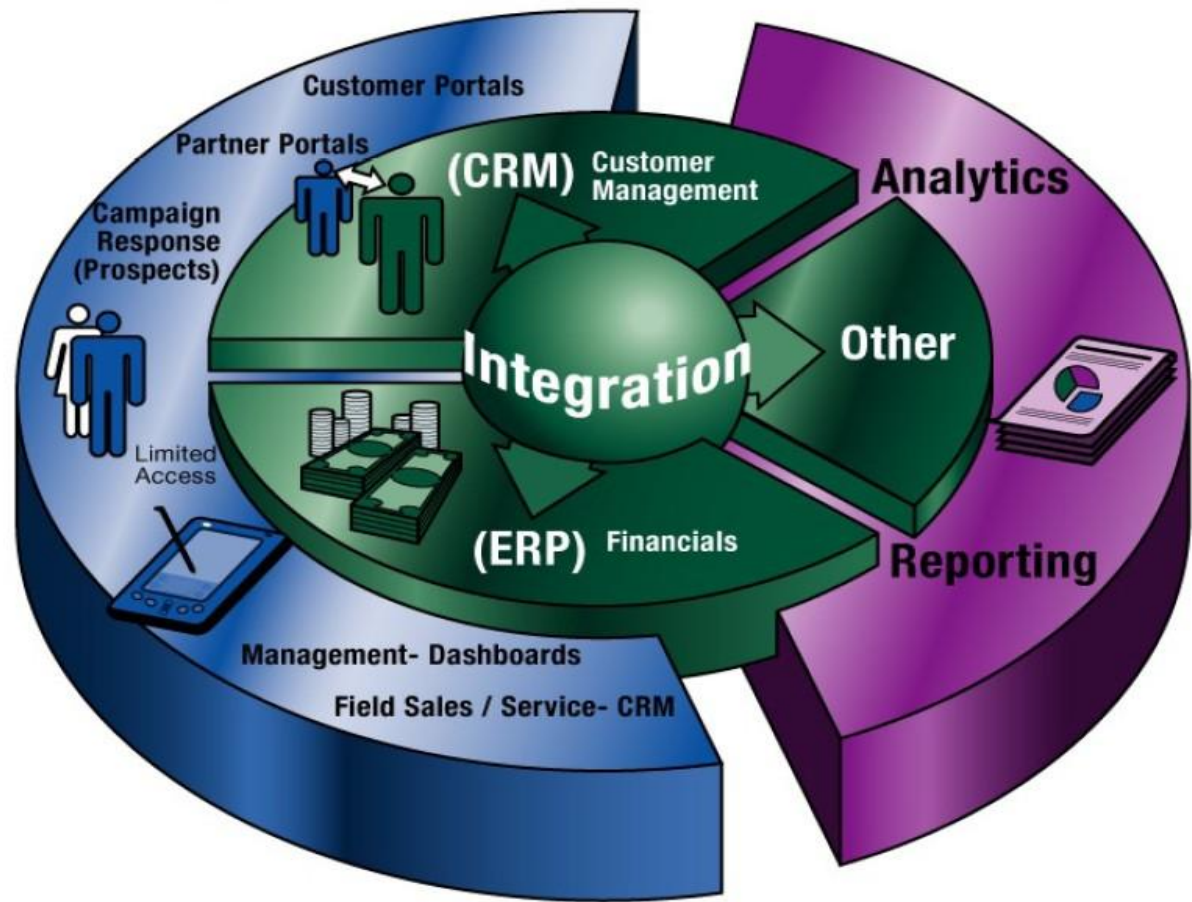 Customer Portals
Partner Portals
Campaign
Response
(Prospects)
Limited
Access
Management- Dashboards
Field Sales / Service- CRM
(CRM) Customer
Management
Integration
Other
(ERP) Financials
Analytics
Reporting